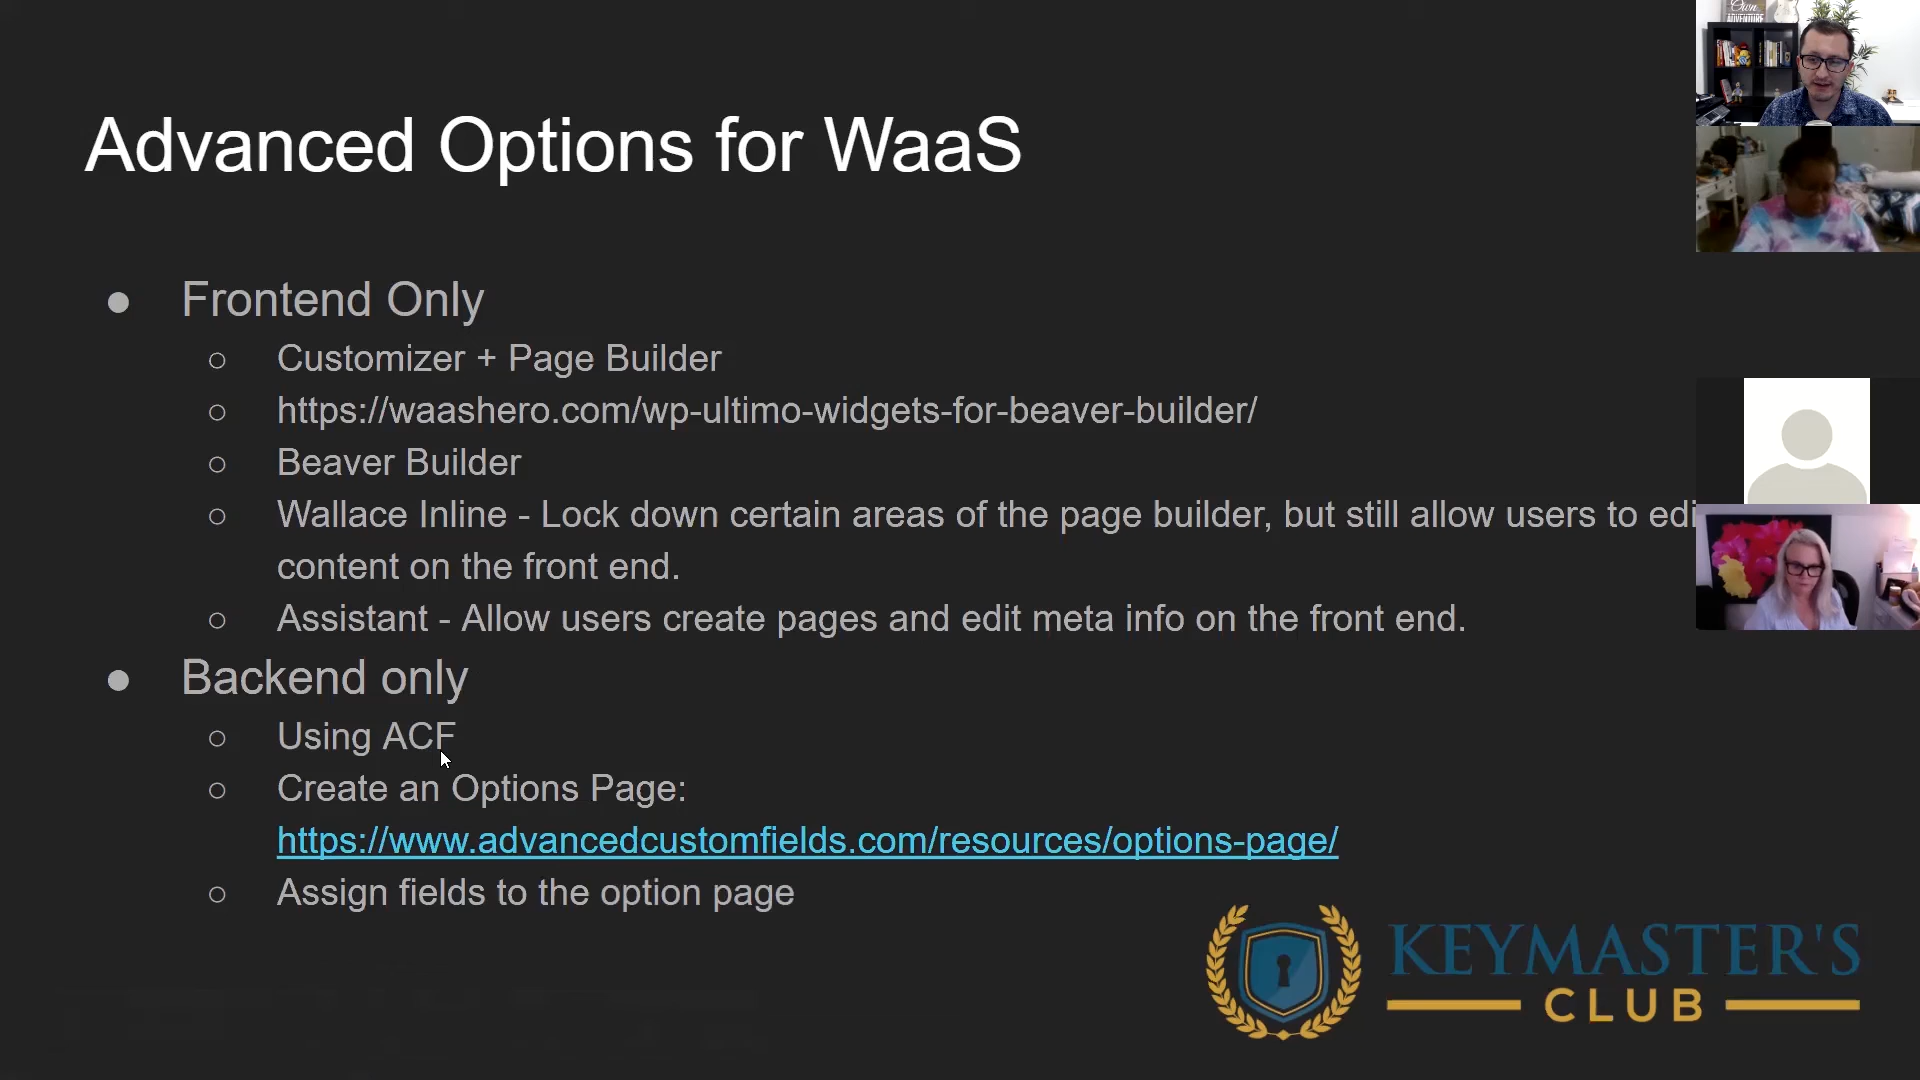 Own
ADVENTURE
Advanced Options for WaaS
● Frontend Only
○ Customizer + Page Builder
○ https://waashero.com/wp-ultimo-widgets-for-beaver-builder/
○ Beaver Builder
○ Wallace Inline - Lock down certain areas of the page builder, but still allow users to edi
content on the front end.
○ Assistant - Allow users create pages and edit meta info on the front end.
● Backend only
○ Using ACF
○ Create an Options Page:
https://www.advancedcustomfields.com/resources/options-page/
○ Assign fields to the option page
KEYMASTER'S
CLUB